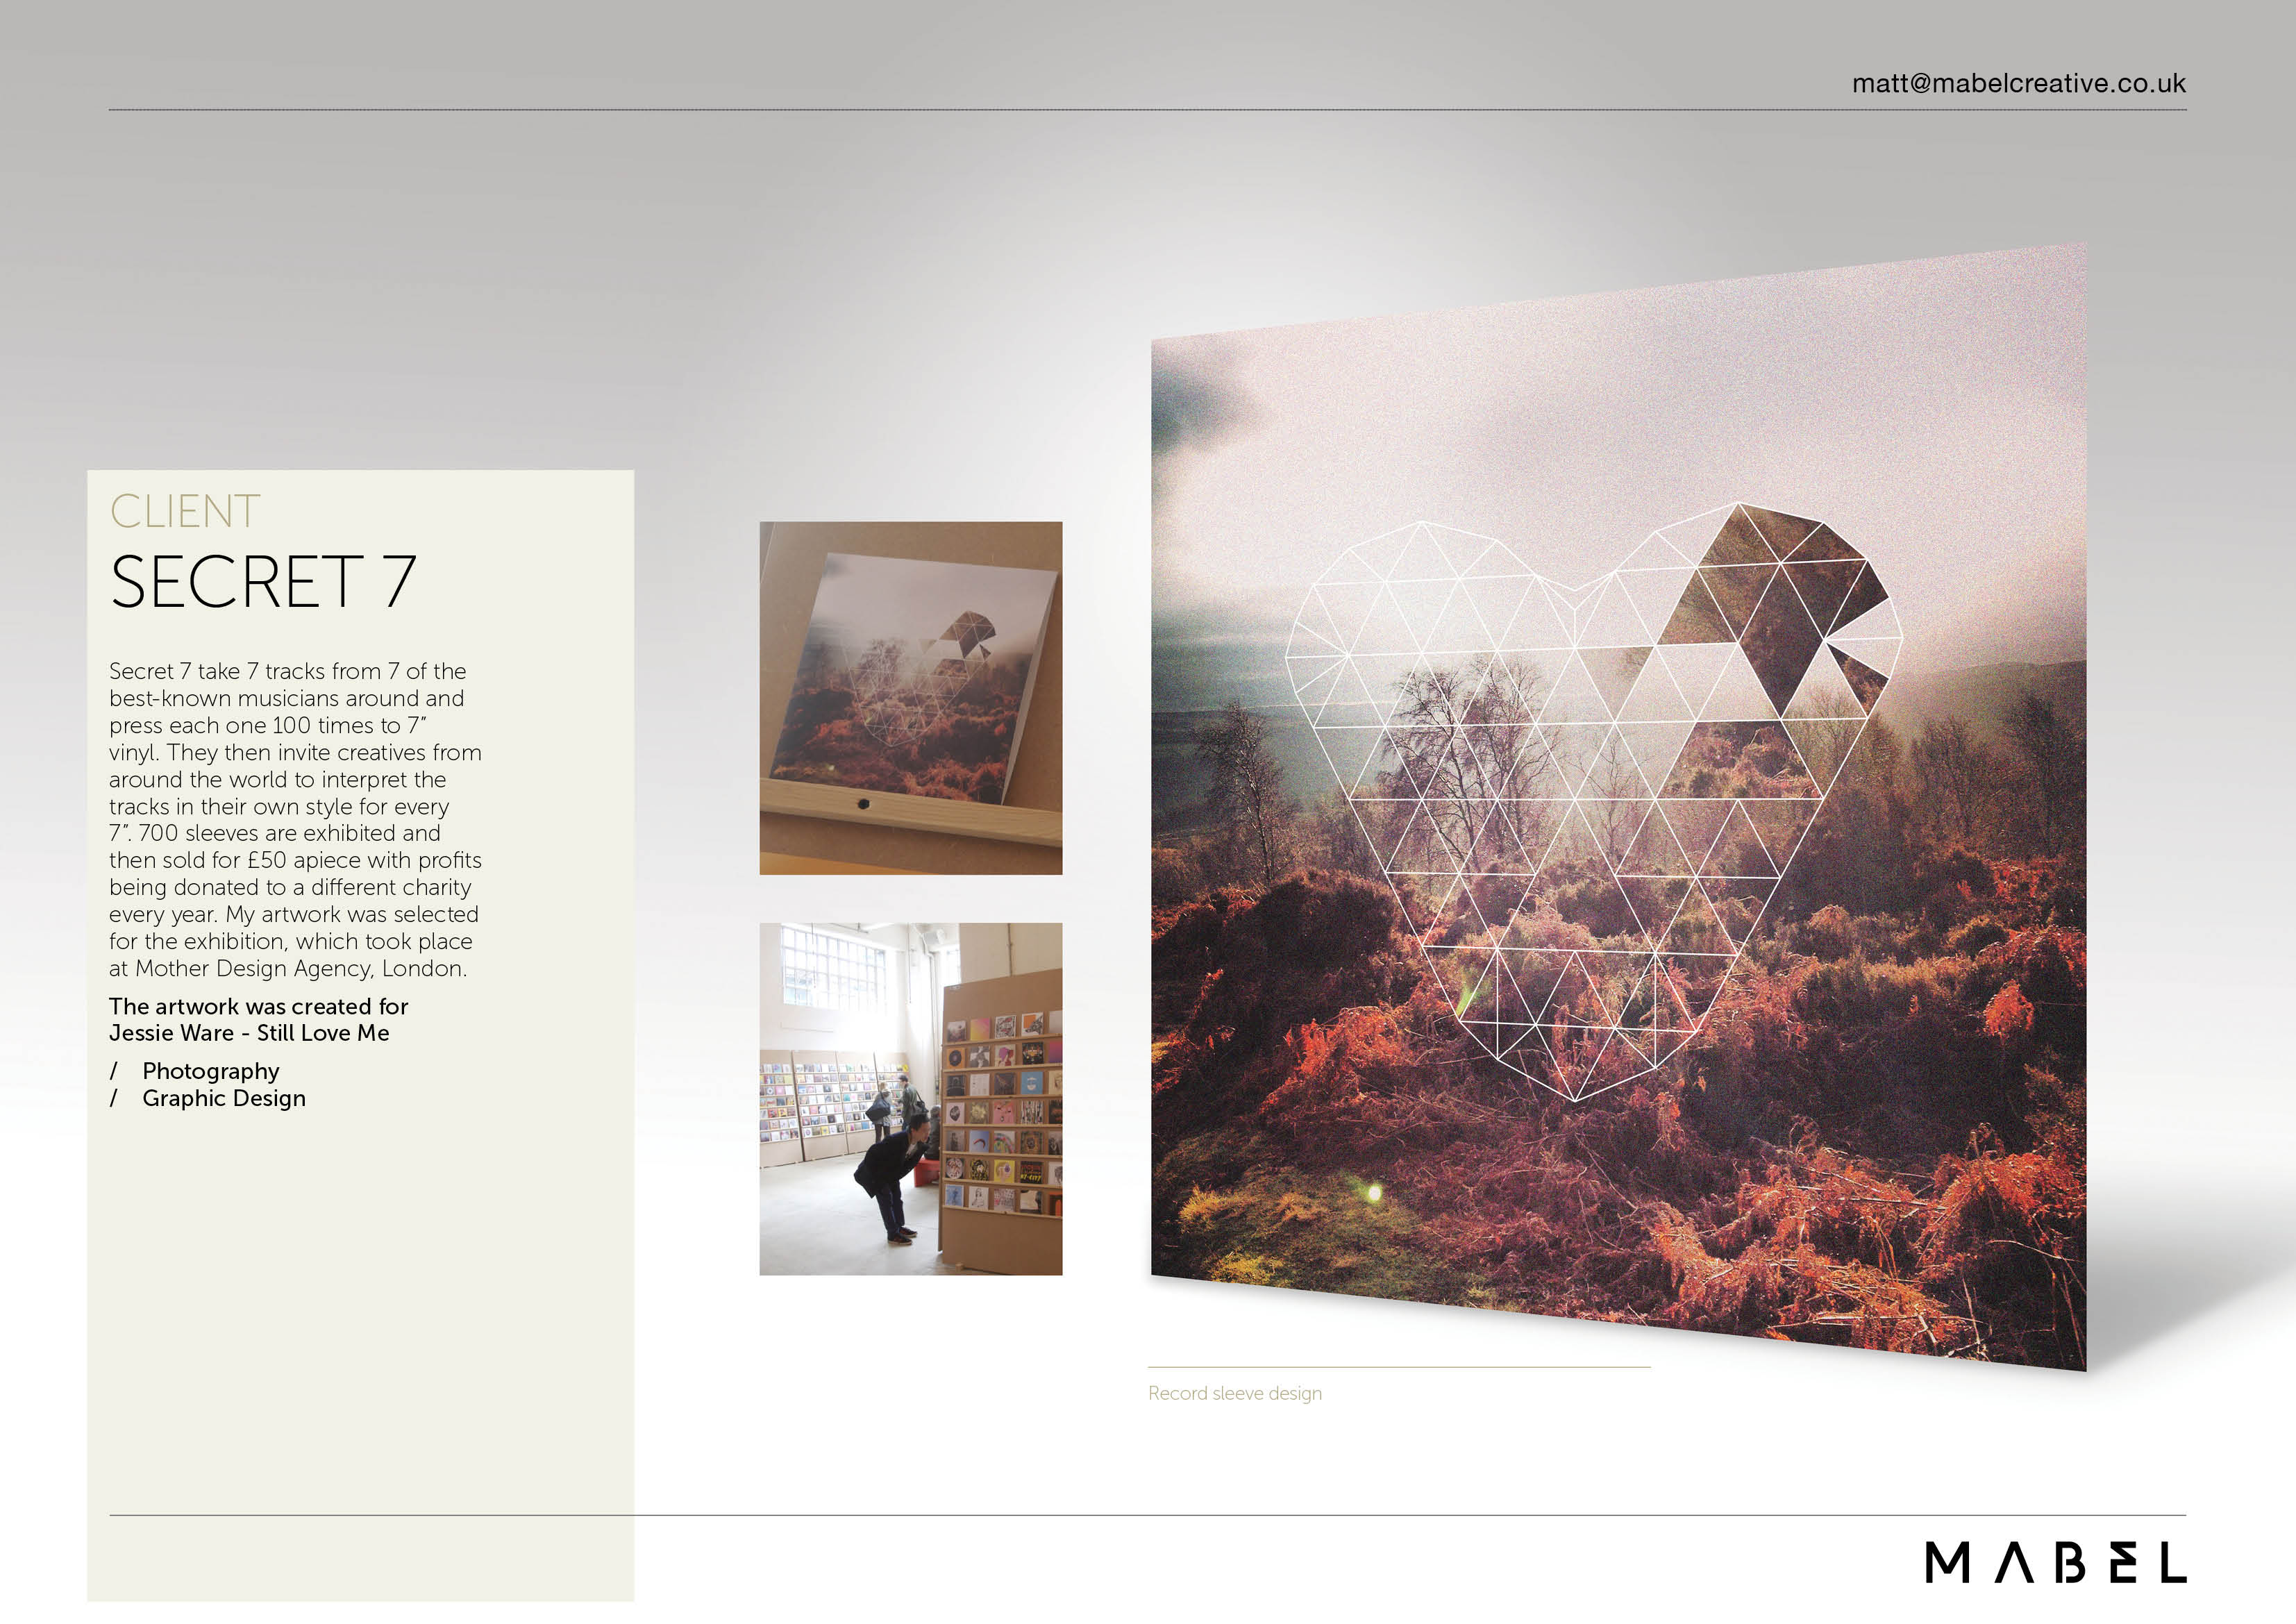 matt@mabelcreative.co.uk
CLIENT
SECRET 7
Secret 7 take 7 tracks from 7 of the
best-known musicians around and
press each one 100 times to 7”
vinyl. They then invite creatives from
around the world to interpret the
tracks in their own style for every
7”. 700 sleeves are exhibited and
then sold for £50 apiece with profits
being donated to a different charity
every year. My artwork was selected
for the exhibition, which took place
at Mother Design Agency, London.
The artwork was created for
Jessie Ware - Still Love Me
/ Photography
/ Graphic Design
Record sleeve design
MABEL